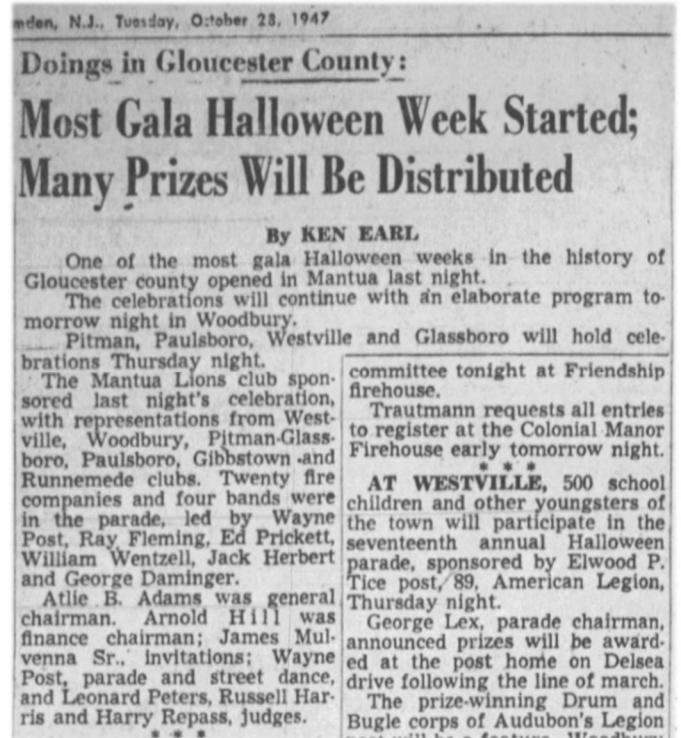 mden, N.J., Tuesday, October 28, 1947
Doings in Gloucester County:
Most Gala Halloween Week Started;
Many Prizes Will Be Distributed
By KEN EARL
One of the most gala Halloween weeks in the history of
Gloucester county opened in Mantua last night.
The celebrations will continue with an elaborate program to-
morrow night in Woodbury.
Pitman, Paulsboro, Westville and Glassboro will hold cele-
brations Thursday night.
The Mantua Lions club spon-
sored last night's celebration,
with representations from West-
ville, Woodbury, Pitman-Glass-
boro, Paulsboro, Gibbstown and
Runnemede clubs. Twenty fire
companies and four bands were
in the parade, led by Wayne
Post, Ray Fleming, Ed Prickett,
William Wentzell, Jack Herbert
and George Daminger.
Atlie B. Adams was general
chairman. Arnold Hill was
finance chairman; James Mul-
venna Sr., invitations; Wayne
Post, parade and street dance,
and Leonard Peters, Russell Har-
ris and Harry Repass, judges.
* * *
committee tonight at Friendship
firehouse.
Trautmann requests all entries
to register at the Colonial Manor
Firehouse early tomorrow night.
* * *
AT WESTVILLE, 500 school
children and other youngsters of
the town will participate in the
seventeenth annual Halloween
parade, sponsored by Elwood P.
Tice post, 89, American Legion,
Thursday night.
George Lex, parade chairman,
announced prizes will be award-
ed at the post home on Delsea
drive following the line of march.
The prize-winning Drum and
Bugle corps of Audubon's Legion